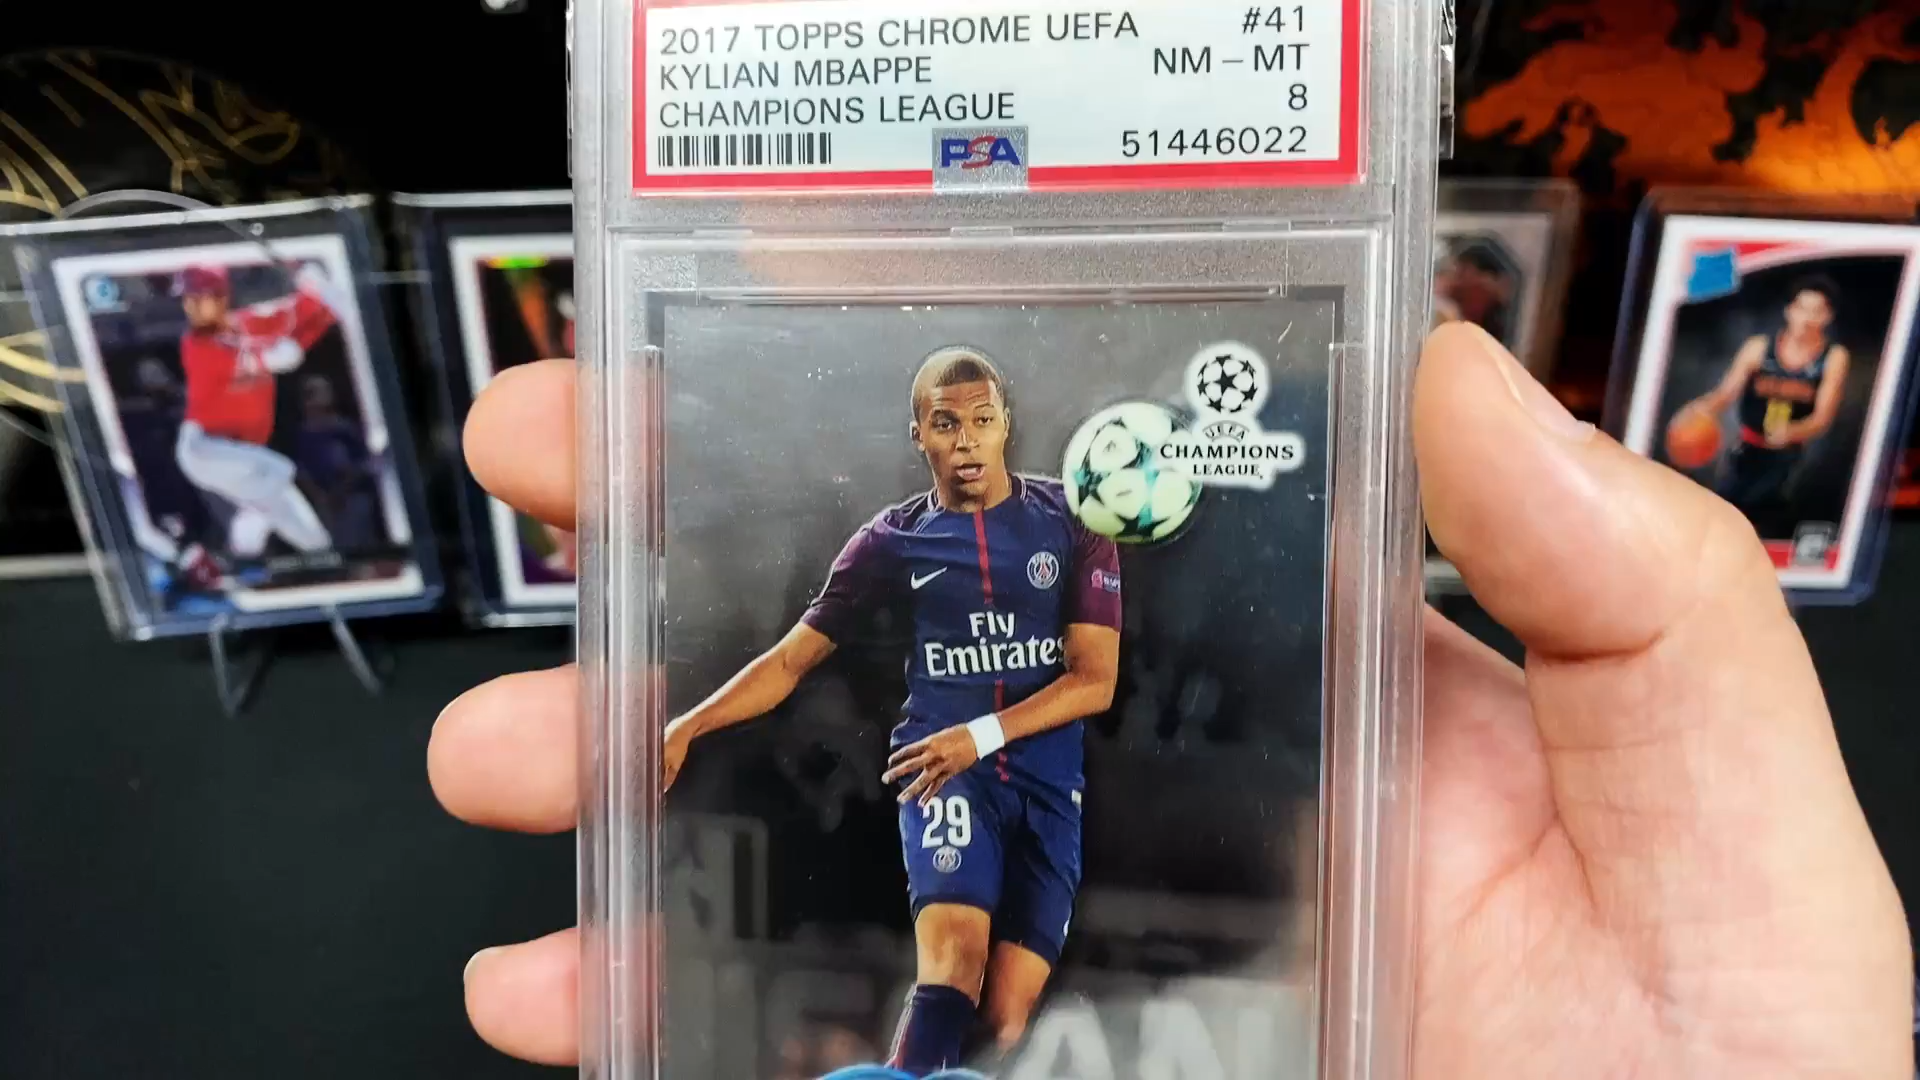 2017 TOPPS CHROME UEFA #41
KYLIAN MBAPPE NM – MT
CHAMPIONS LEAGUE 8
PSA 51446022
UEFA
CHAMPIONS
LEAGUE
Fly
Emirates
29